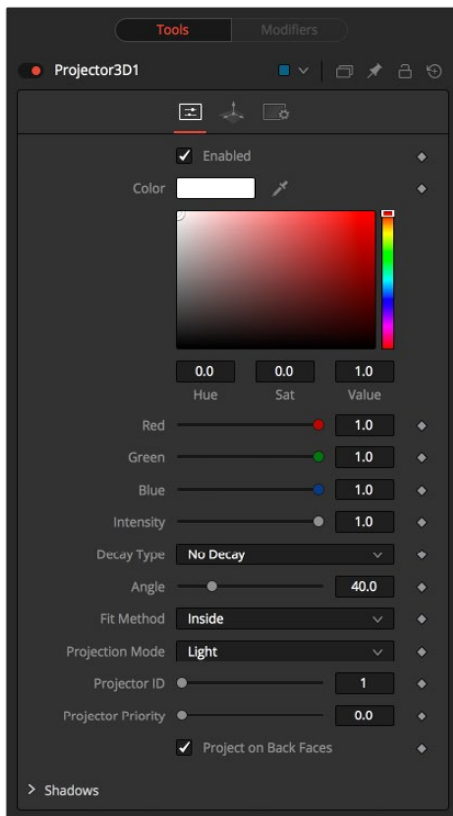 Tools Modifiers
Projector3D1
Enabled
Color
0.0 0.0 1.0
Hue Sat Value
Red 1.0
Green 1.0
Blue 1.0
Intensity 1.0
Decay Type No Decay
Angle 40.0
Fit Method Inside
Projection Mode Light
Projector ID 1
Projector Priority 0.0
Project on Back Faces
Shadows